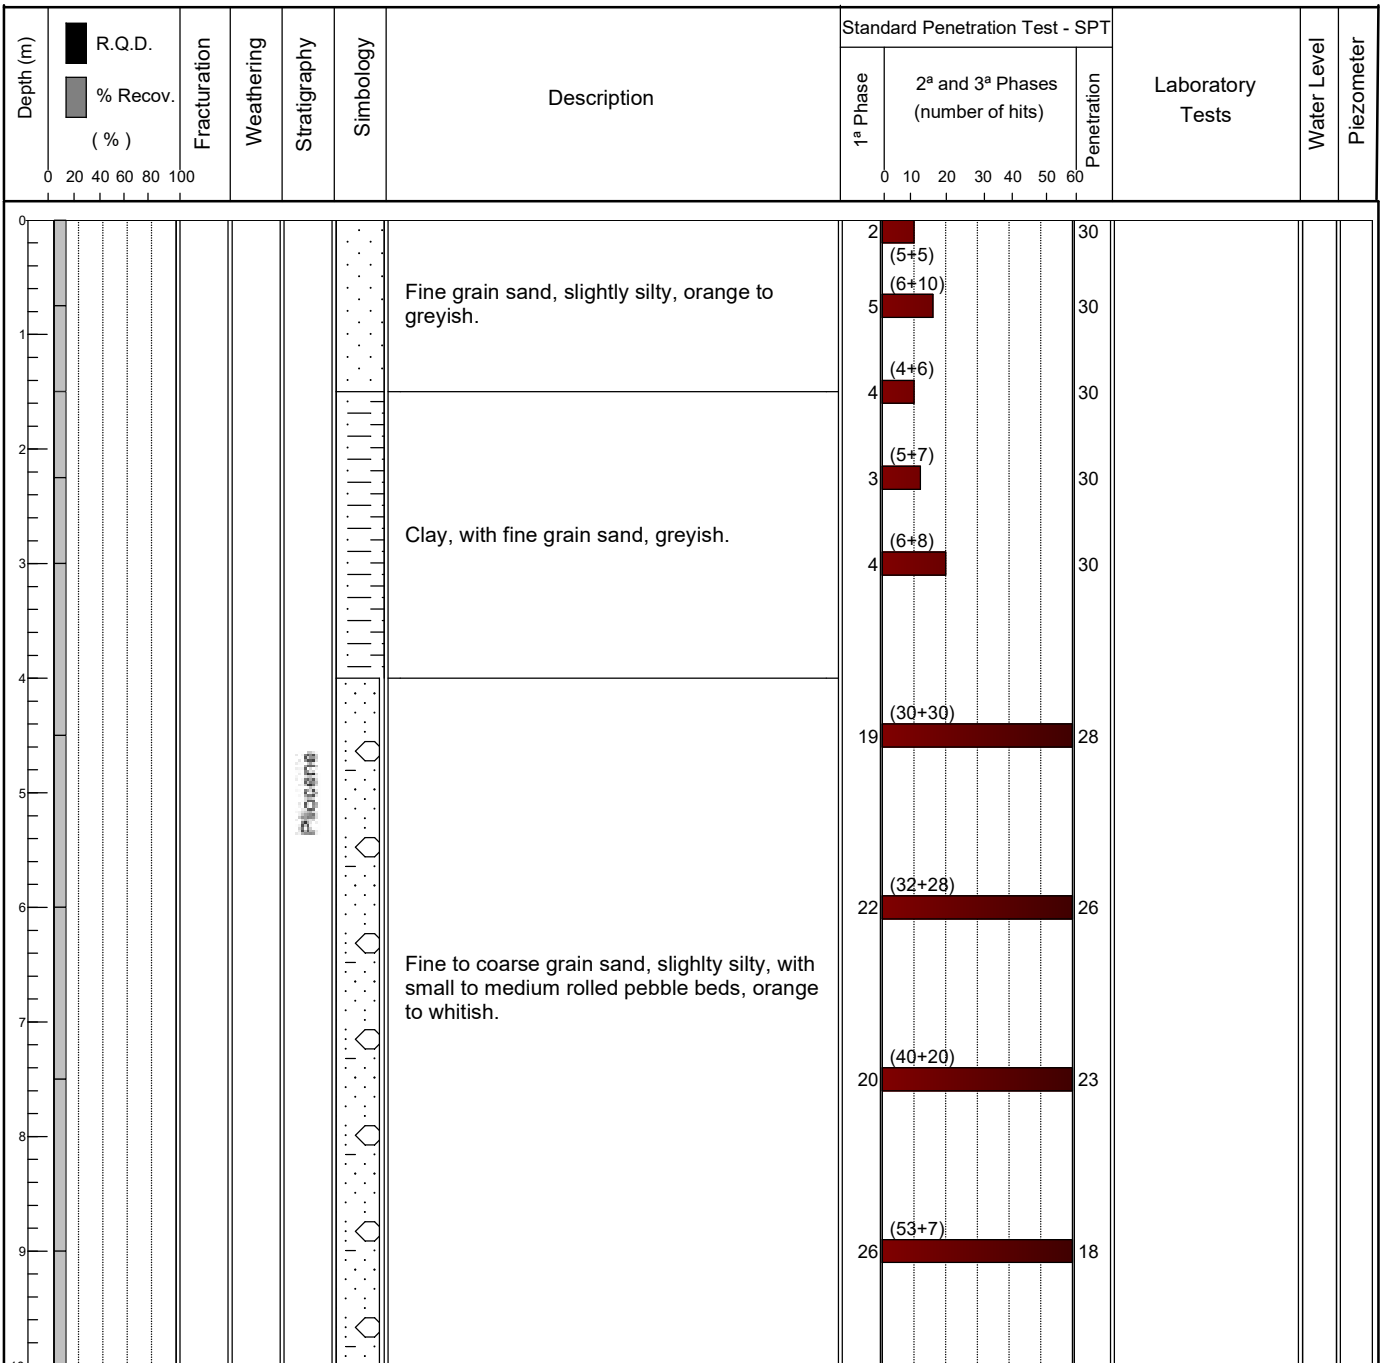 Depth (m)
R.Q.D.
% Recov.
( % )
0 20 40 60 80 100
Fracturation
Weathering
Stratigraphy
Simbology
Description
Standard Penetration Test - SPT
1ª Phase
2ª and 3ª Phases
(number of hits)
0 10 20 30 40 50 60
Penetration
Laboratory
Tests
Water Level
Piezometer
0
2
(5+5)
30
Fine grain sand, slightly silty, orange to
greyish.
(6+10)
5
30
1
(4+6)
4
30
2
(5+7)
3
30
Clay, with fine grain sand, greyish.
(6+8)
3
4
30
4
(30+30)
19
28
Pliocene
5
(32+28)
6
22
26
Fine to coarse grain sand, slighlty silty, with
small to medium rolled pebble beds, orange
to whitish.
7
(40+20)
20
23
8
(53+7)
9
26
18